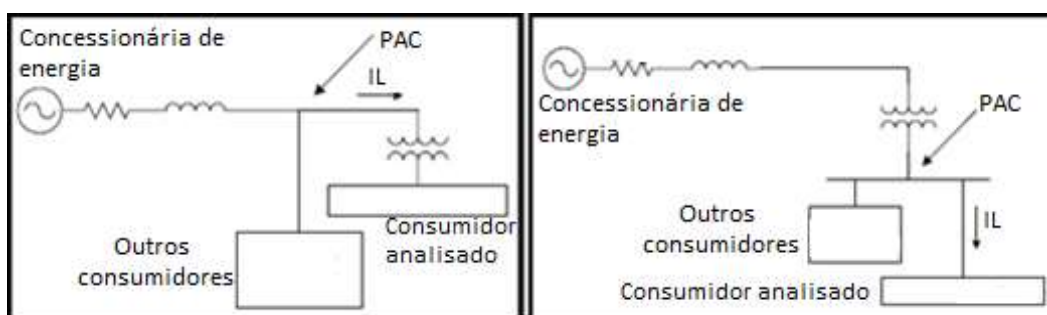 Concessionária de
energia
PAC
IL
Consumidor
analisado
Outros
consumidores
Concessionária de
energia
PAC
Outros
consumidores
IL
Consumidor analisado